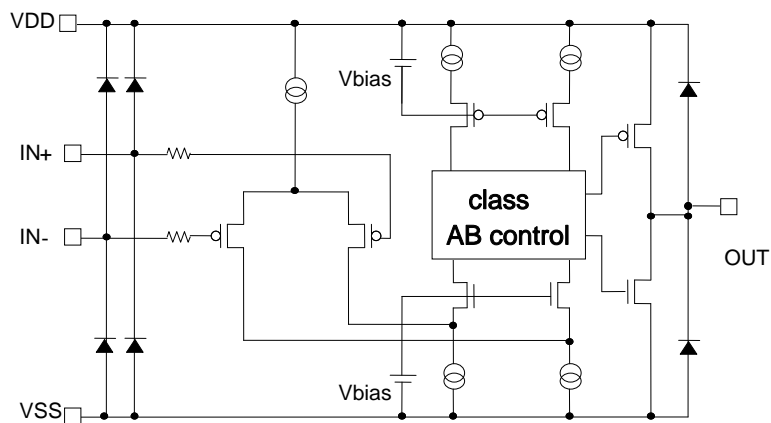 VDD
Vbias
IN+
class
AB control
IN-
OUT
Vbias
VSS